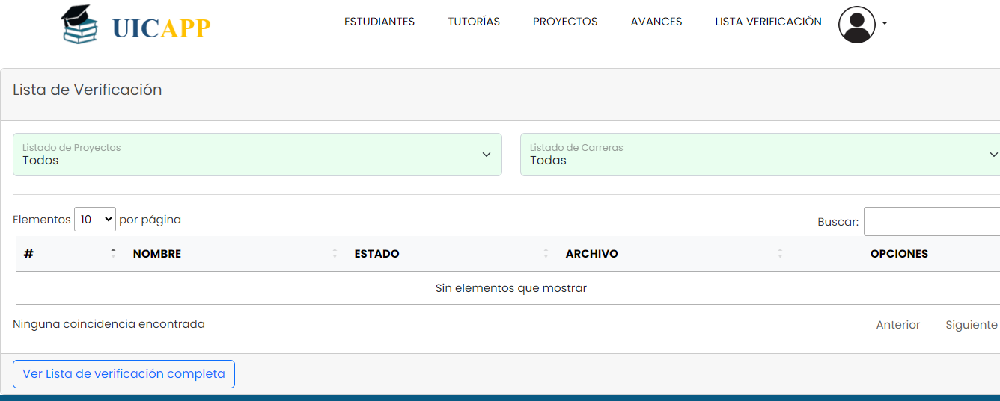 UICAPP ESTUDIANTES TUTORÍAS PROYECTOS AVANCES LISTA VERIFICACIÓN
Lista de Verificación
Listado de Proyectos Listado de Carreras
Todos Todas
Elementos 10 por página Buscar:
# NOMBRE ESTADO ARCHIVO OPCIONES
Sin elementos que mostrar
Ninguna coincidencia encontrada Anterior Siguiente
Ver Lista de verificación completa